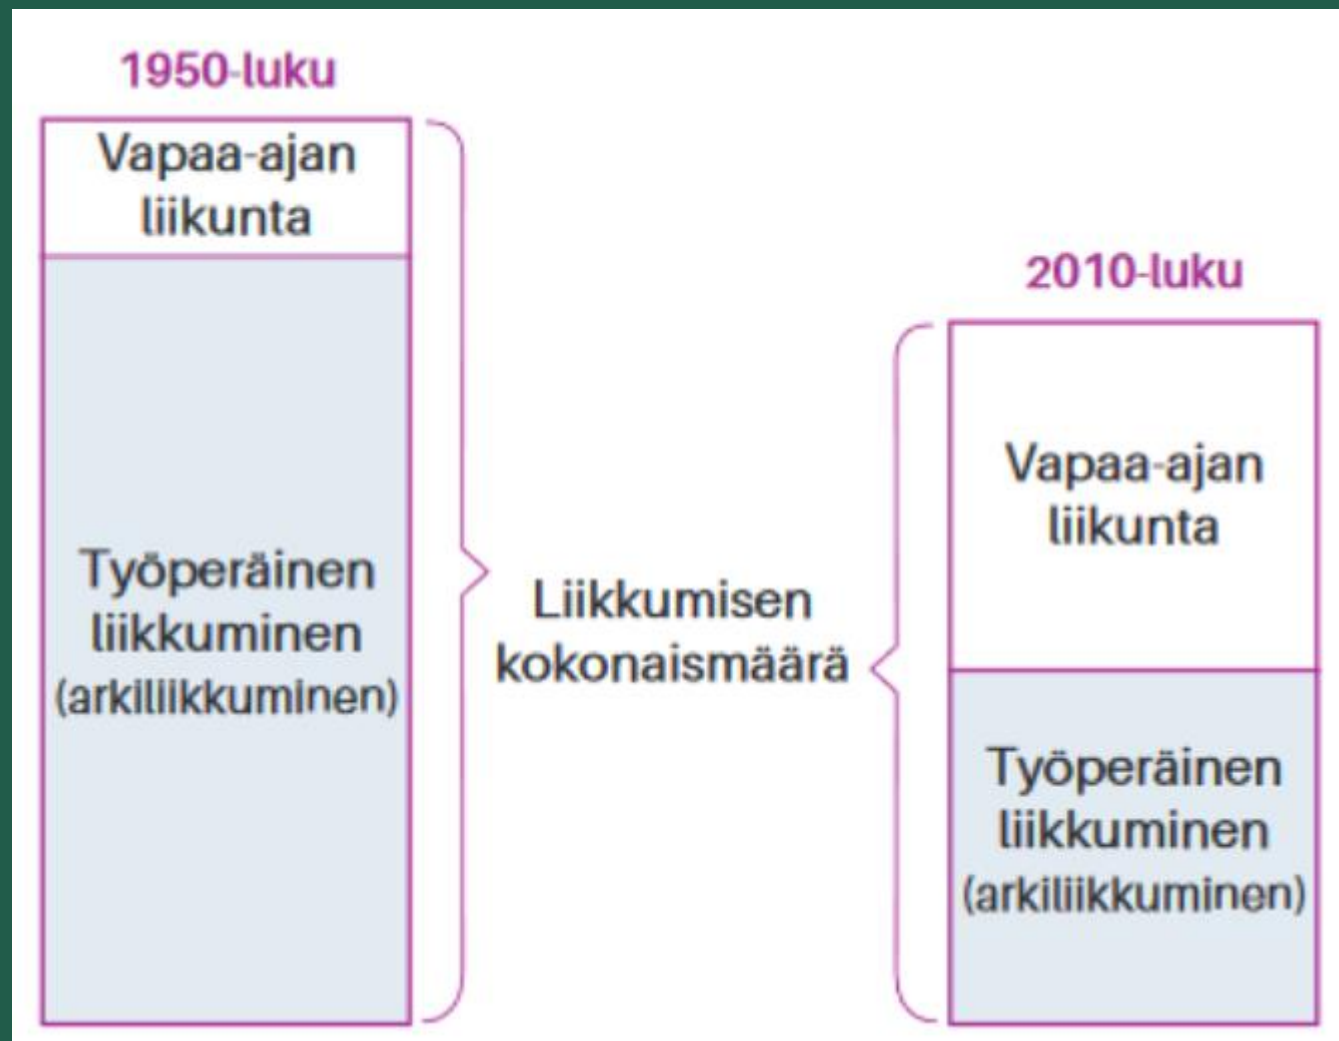 1950-luku
Vapaa-ajan
liikunta
Työperäinen
liikkuminen
(arkiliikkuminen)
Liikkumisen
kokonaismäärä
2010-luku
Vapaa-ajan
liikunta
Työperäinen
liikkuminen
(arkiliikkuminen)